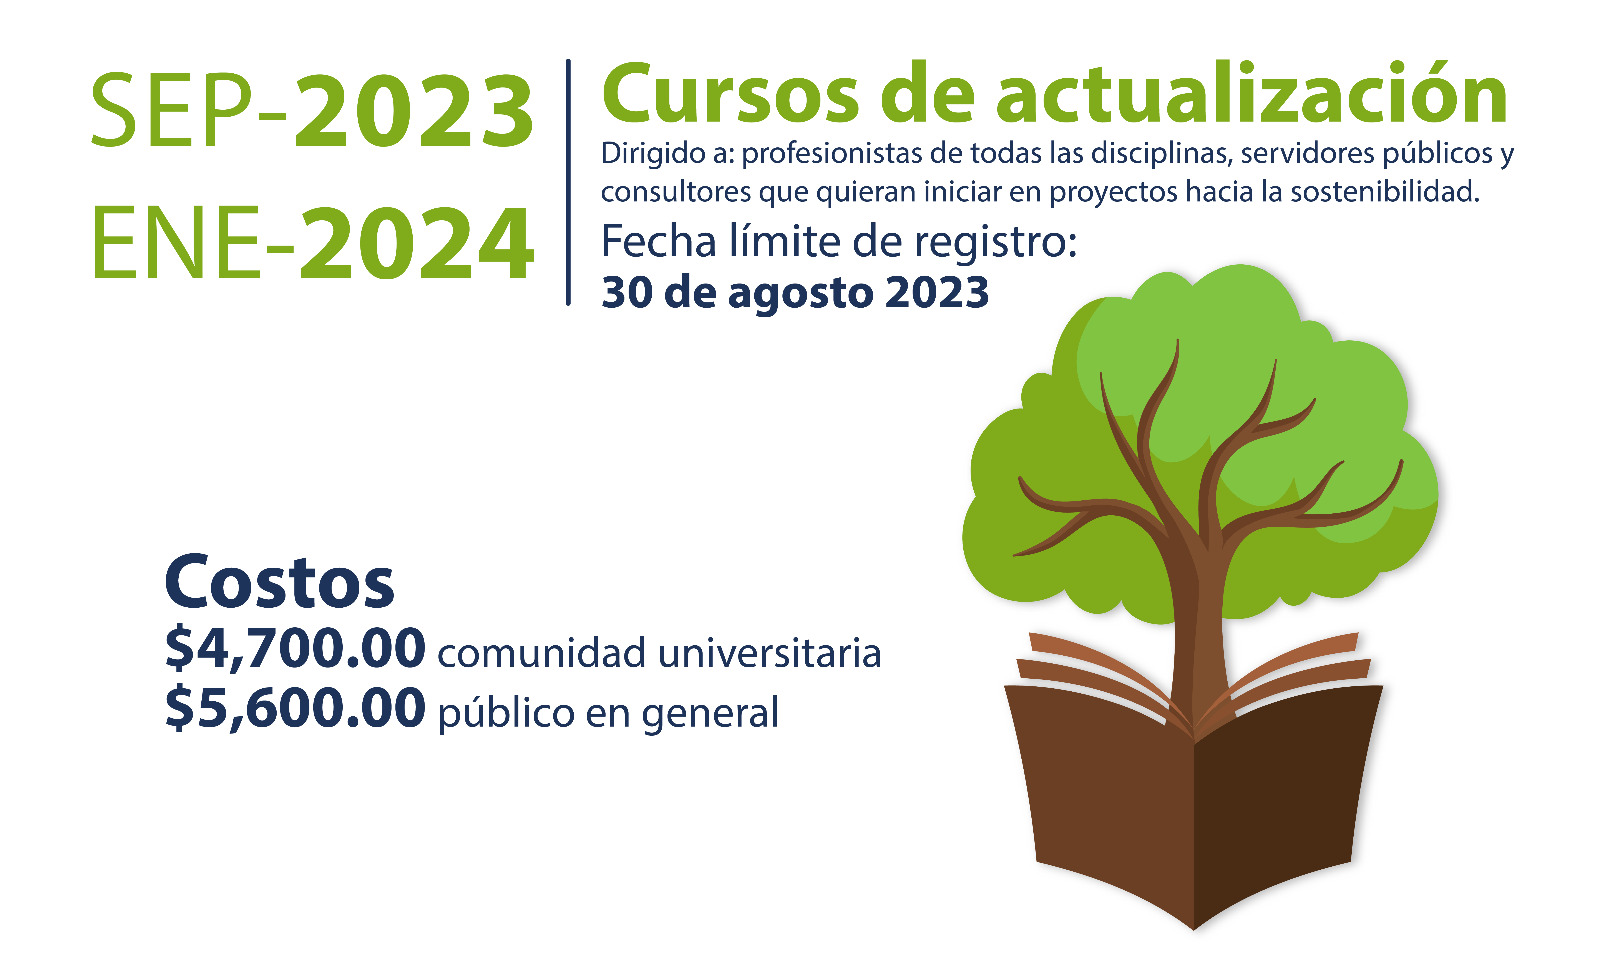 SEP-2023
ENE-2024
Cursos de actualización
Dirigido a: profesionistas de todas las disciplinas, servidores públicos y
consultores que quieran iniciar en proyectos hacia la sostenibilidad.
Fecha límite de registro:
30 de agosto 2023
Costos
$4,700.00 comunidad universitaria
$5,600.00 público en general